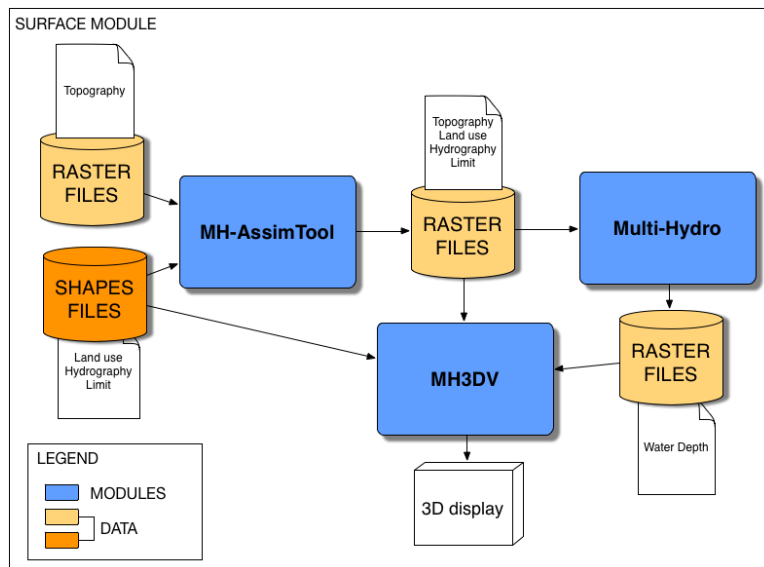 SURFACE MODULE
Topography
RASTER
FILES
MH-AssimTool
SHAPES
FILES
Land use
Hydrography
Limit
Topography
Land use
Hydrography
Limit
RASTER
FILES
Multi-Hydro
MH3DV
RASTER
FILES
Water Depth
3D display
LEGEND
MODULES
DATA